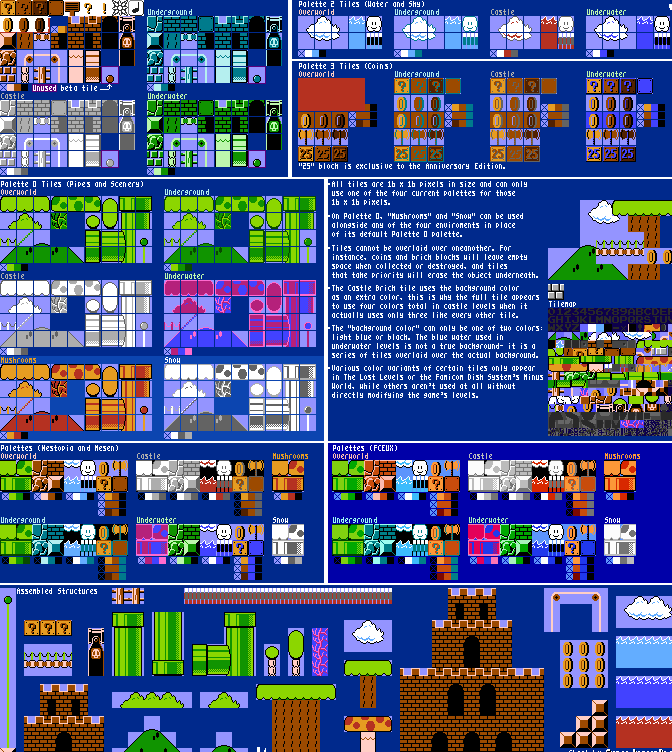 Underground
Unused beta tile
Castle
Underwater
Palette 2 Tiles (Water and Sky)
Overworld
Underground
Castle
Underwater
Palette 3 Tiles (Coins)
Overworld
Underground
Castle
Underwater
"25" block is exclusive to the Anniversary Edition.
Palette 0 Tiles (Pipes and Scenery)
Overworld
Underground
Castle
Underwater
Mushrooms
Snow
•All tiles are 16 x 16 pixels in size and can only
use one of the four current palettes for those
16 x 16 pixels.
•On Palette 0, "Mushrooms" and "Snow" can be used
alongside any of the four enviroments in place
of its default Palette 0 palette.
•Tiles cannot be overlaid over oneanother. For
instance, coins and brick blocks will leave empty
space when collected or destroyed, and tiles
that take priority will erase the object underneath.
•The Castle Brick tile uses the background color
as an extra color, this is why the full tile appears
to use four colors total in castle levels when it
actually uses only three like every other tile.
•The "background color" can only be one of two colors:
light blue or black. The blue water used in
underwater levels is not a true background- it is a
series of tiles overlaid over the actual background.
•Various color variants of certain tiles only appear
in The Lost Levels or the Famicom Disk System's Minus
World, while others aren't used at all without
directly modifying the game's levels.
Tilemap
Palettes (Nestopia and Mesen)
Overworld
Castle
Mushrooms
Underground
Underwater
Snow
Palettes (FCEUX)
Overworld
Castle
Mushrooms
Underground
Underwater
Snow
Assembled Structures